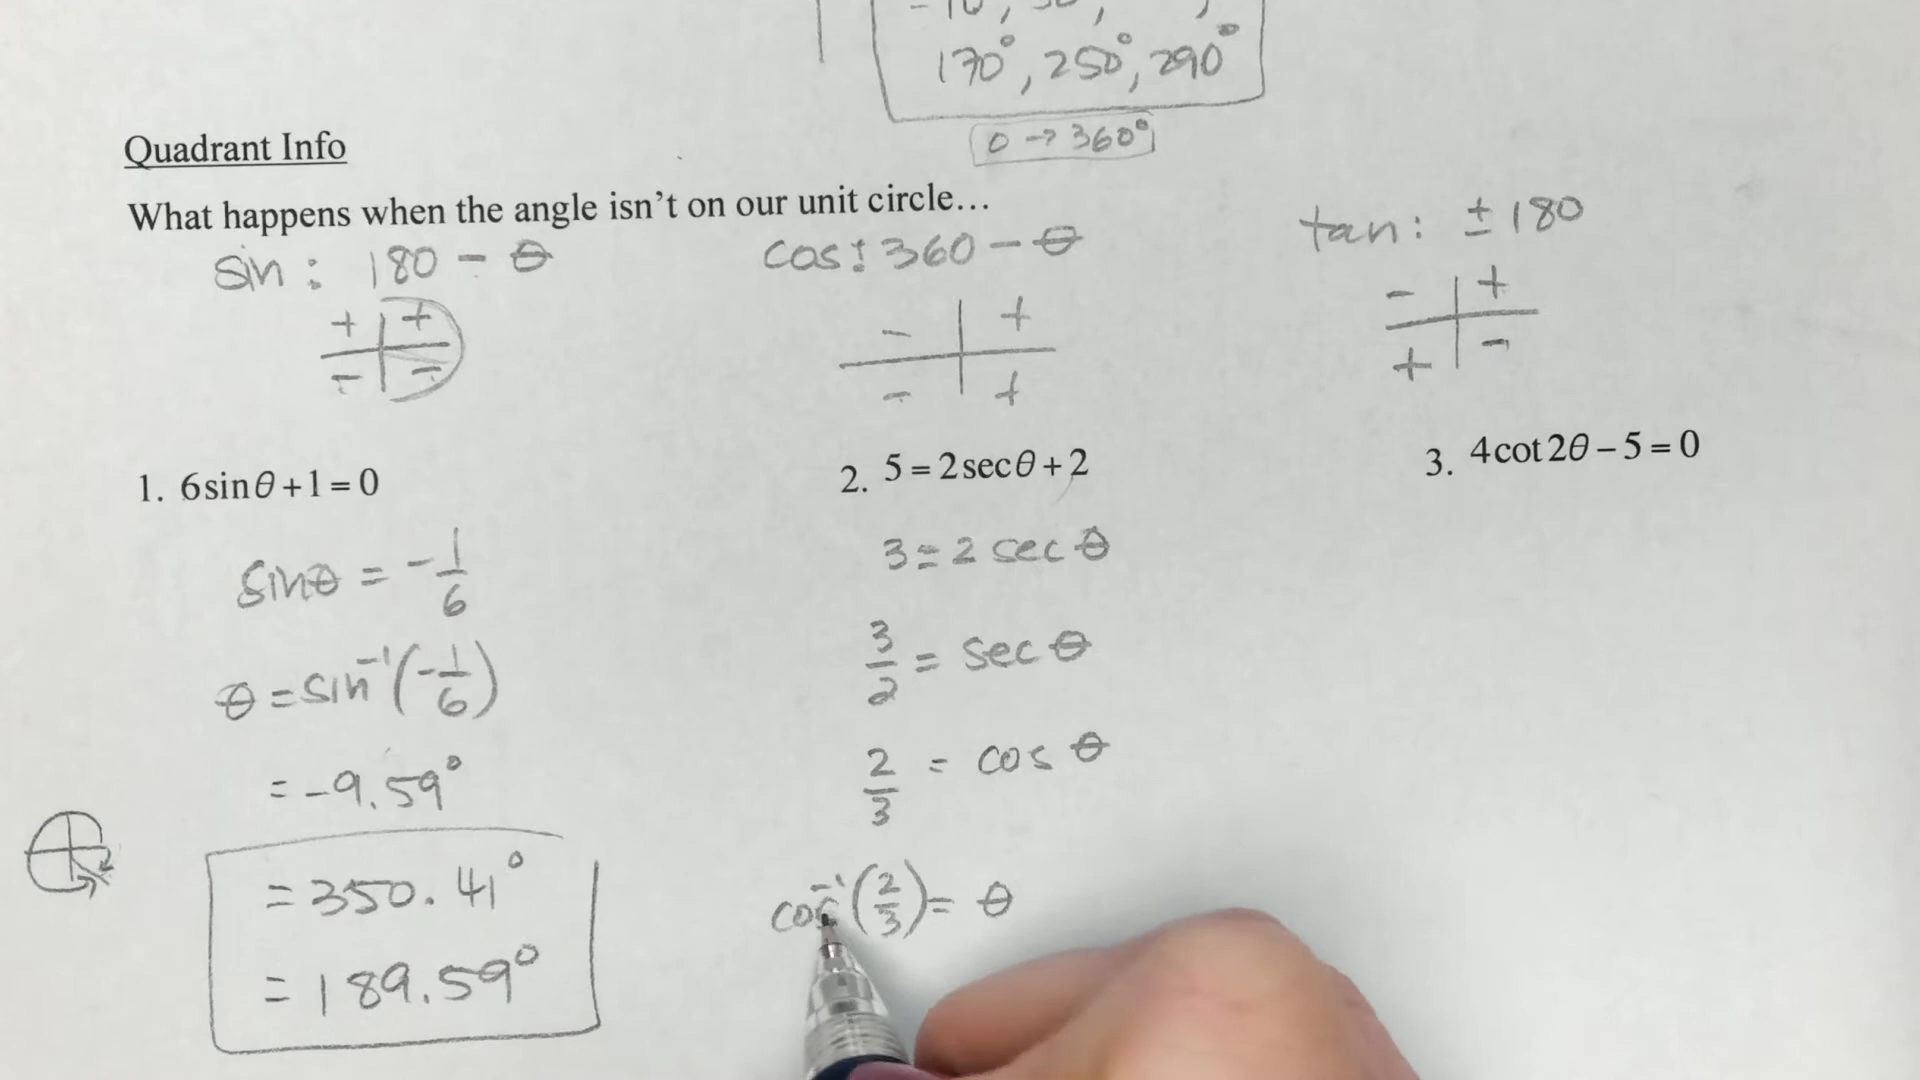 170°, 250°, 290°
0 → 360°
Quadrant Info
What happens when the angle isn't on our unit circle...
sin: 180 - θ
cos: 360 - θ
tan: ± 180
+ +
- -
- +
- +
- +
+ -
1. 6sinθ+1=0
sinθ = -1/6
θ = sin⁻¹(-1/6)
= -9.59°
= 350.41°
= 189.59°
2. 5=2secθ+2
3 = 2 sec θ
3/2 = sec θ
2/3 = cos θ
cos⁻¹(2/3) = θ
3. 4cot2θ-5=0